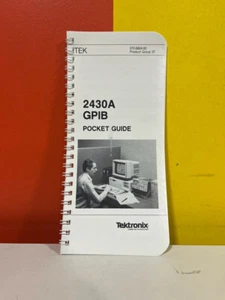 TEK
2430A
GPIB
POCKET GUIDE
Tektronix